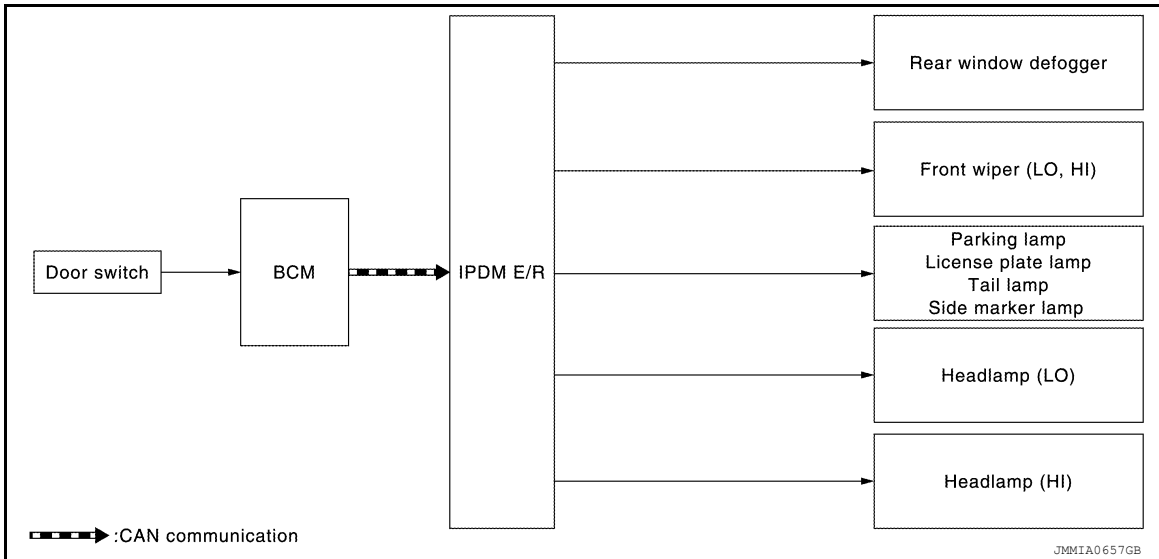 Door switch
BCM
IPDM E/R
Rear window defogger
Front wiper (LO, HI)
Parking lamp
License plate lamp
Tail lamp
Side marker lamp
Headlamp (LO)
Headlamp (HI)
:CAN communication
JMMIA0657GB